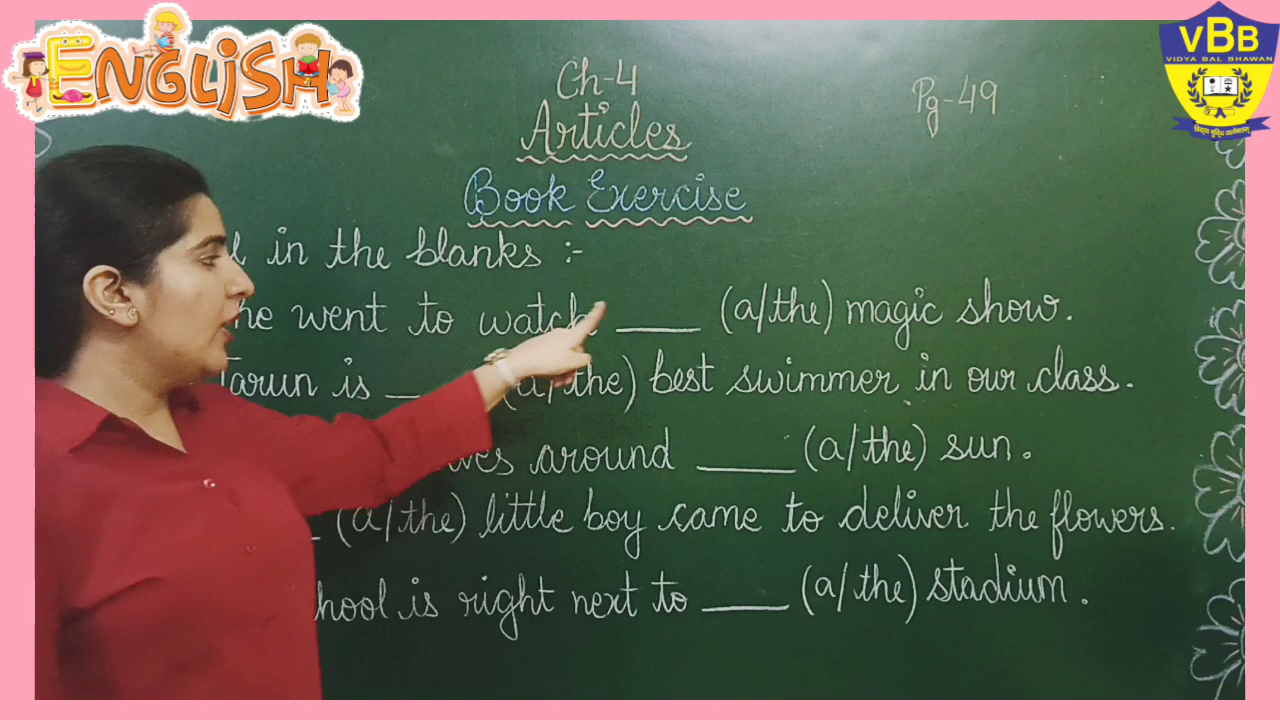 ENGLISH
VBB
VIDYA BAL BHAWAN
Ch-4
Pg-49
Articles
Book Exercise
in the blanks :-
he went to watch ____ (a/the) magic show.
Tarun is __ (a/the) best swimmer in our class.
around ____ (a/the) sun.
_ (a/the) little boy came to deliver the flowers.
hool is right next to ____ (a/the) stadium.